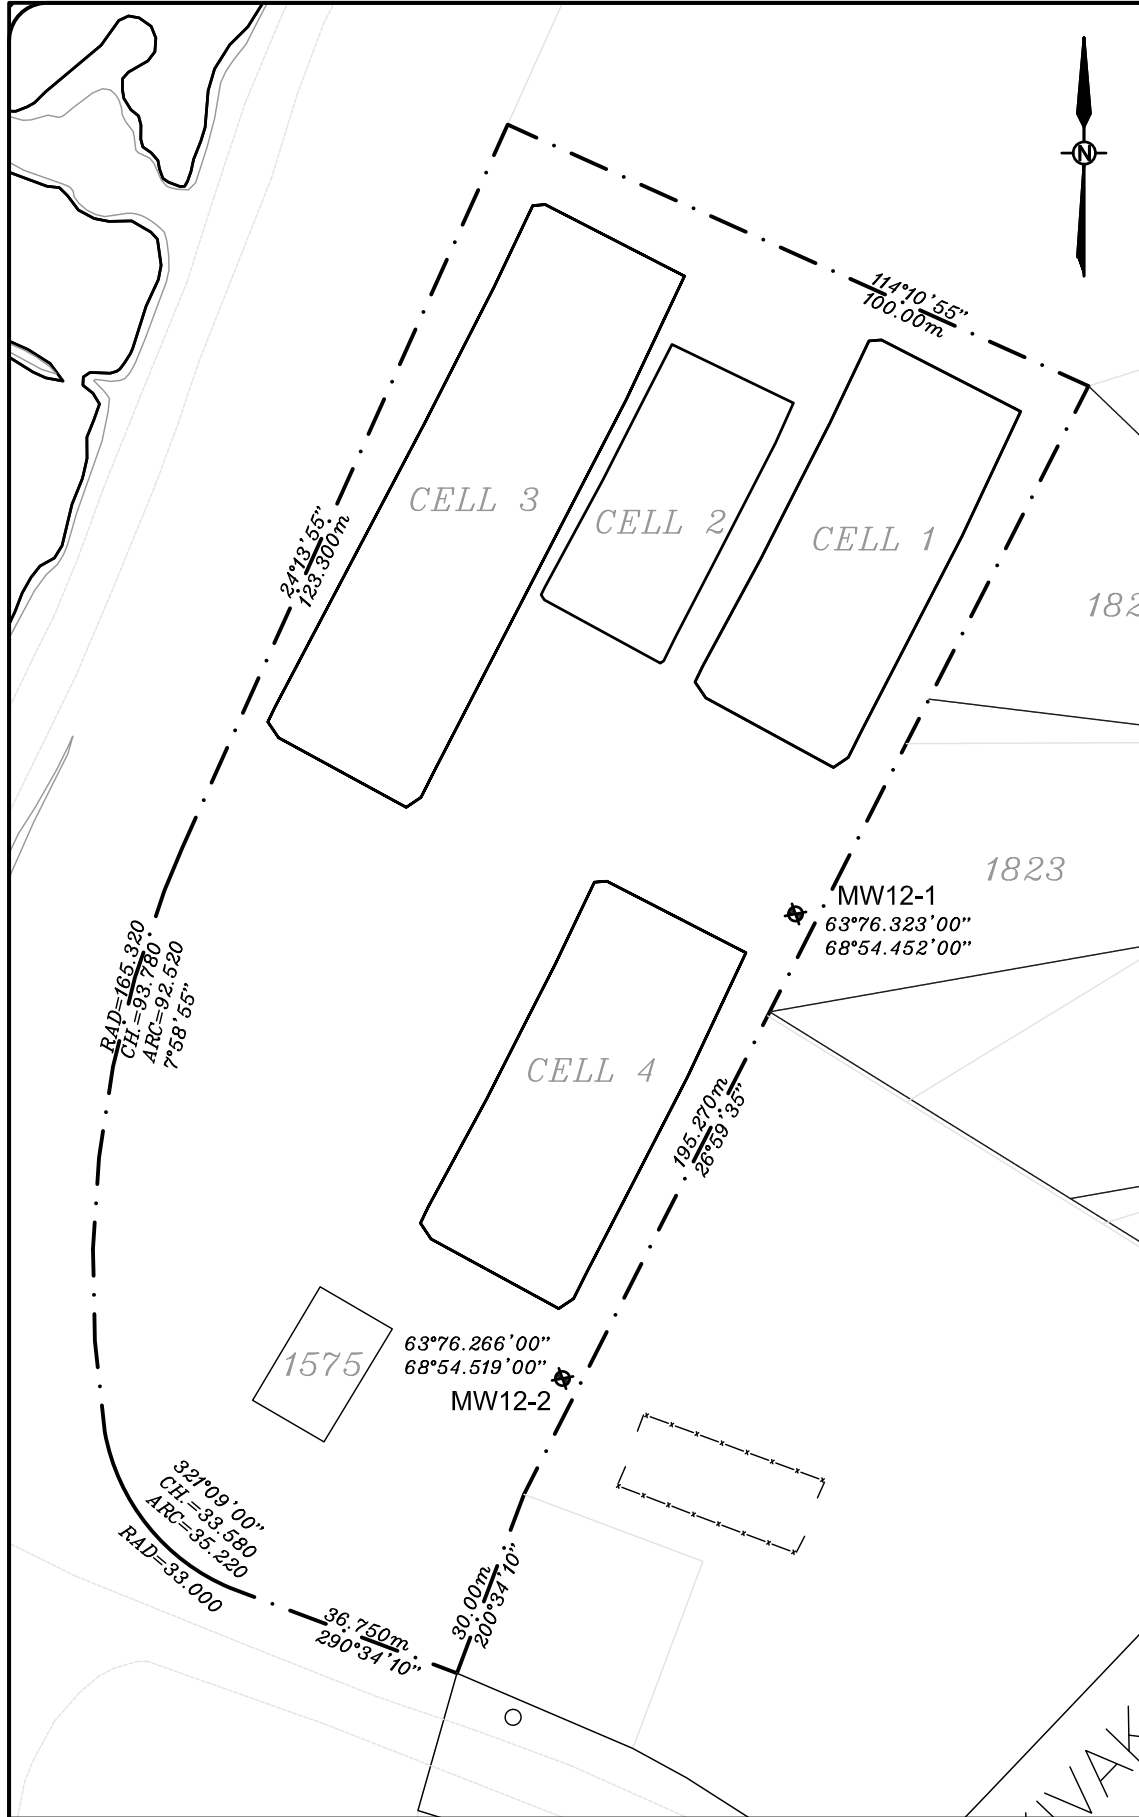 N
114°10'55"
100.00m
CELL 3
CELL 2
CELL 1
24°13'55"
123.300m
182
1823
MW12-1
63°76.323'00"
68°54.452'00"
RAD=165.320
CH.=93.780
ARC=92.520
7°58'55"
CELL 4
195.270m
26°59'35"
63°76.266'00"
68°54.519'00"
MW12-2
1575
321°09'00"
CH.=33.580
ARC=35.220
RAD=33.000
36.750m
290°34'10"
30.00m
200°34'10"
IVAK